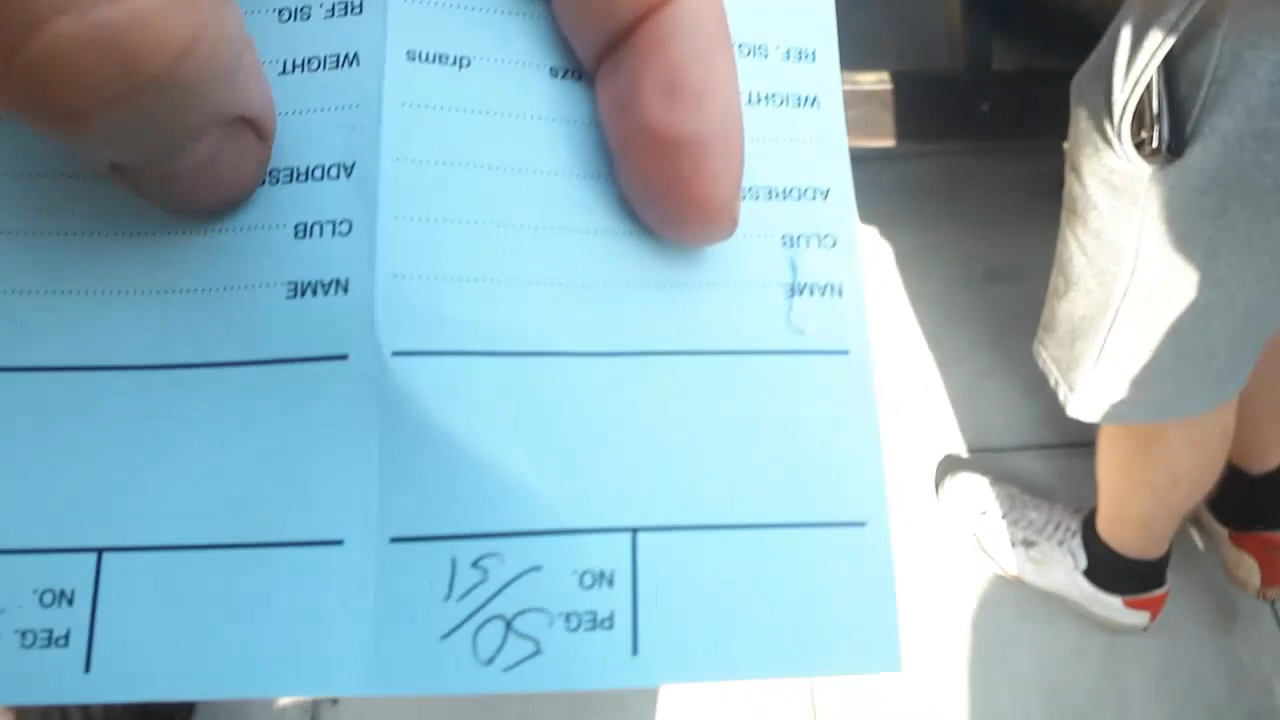 PEG. 50/51
NO.
NAME
CLUB
ADDRESS
WEIGHT ozs drams
REF. SIG.
PEG.
NO.
NAME
CLUB
ADDRESS
WEIGHT
REF. SIG.